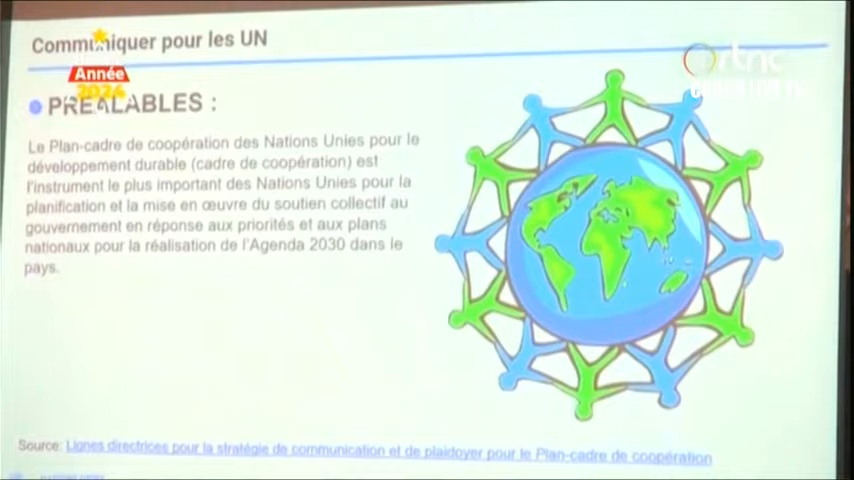 Communiquer pour les UN
Année
2024
rtnc
PRÉALABLES :
Le Plan-cadre de coopération des Nations Unies pour le
développement durable (cadre de coopération) est
l'instrument le plus important des Nations Unies pour la
planification et la mise en œuvre du soutien collectif au
gouvernement en réponse aux priorités et aux plans
nationaux pour la réalisation de l'Agenda 2030 dans le
pays.
Source: Lignes directrices pour la stratégie de communication et de plaidoyer pour le Plan-cadre de coopération